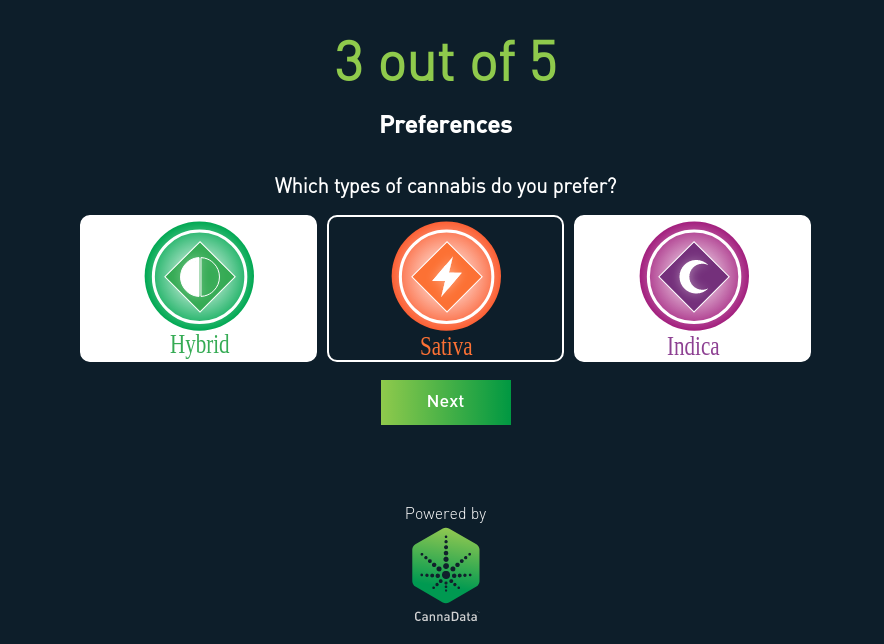 3 out of 5
Preferences
Which types of cannabis do you prefer?
Hybrid
Sativa
Indica
Next
Powered by
CannaData